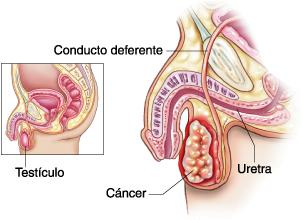 Conducto deferente
Testículo
Uretra
Cáncer